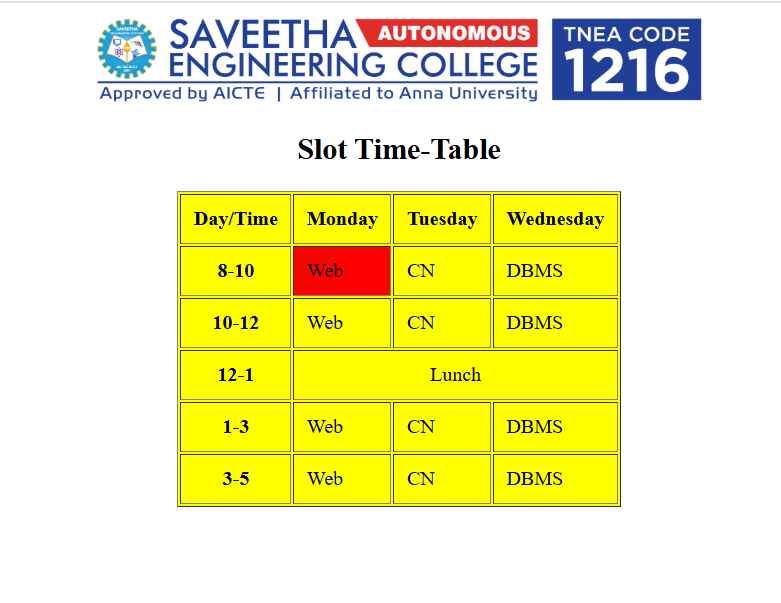 SAVEETHA AUTONOMOUS
ENGINEERING COLLEGE
Approved by AICTE | Affiliated to Anna University
TNEA CODE
1216
Slot Time-Table
Day/Time Monday Tuesday Wednesday
8-10 Web CN DBMS
10-12 Web CN DBMS
12-1 Lunch
1-3 Web CN DBMS
3-5 Web CN DBMS